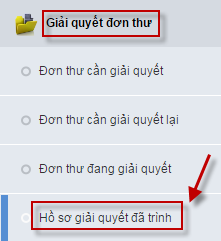 Giải quyết đơn thư
Đơn thư cần giải quyết
Đơn thư cần giải quyết lại
Đơn thư đang giải quyết
Hồ sơ giải quyết đã trình